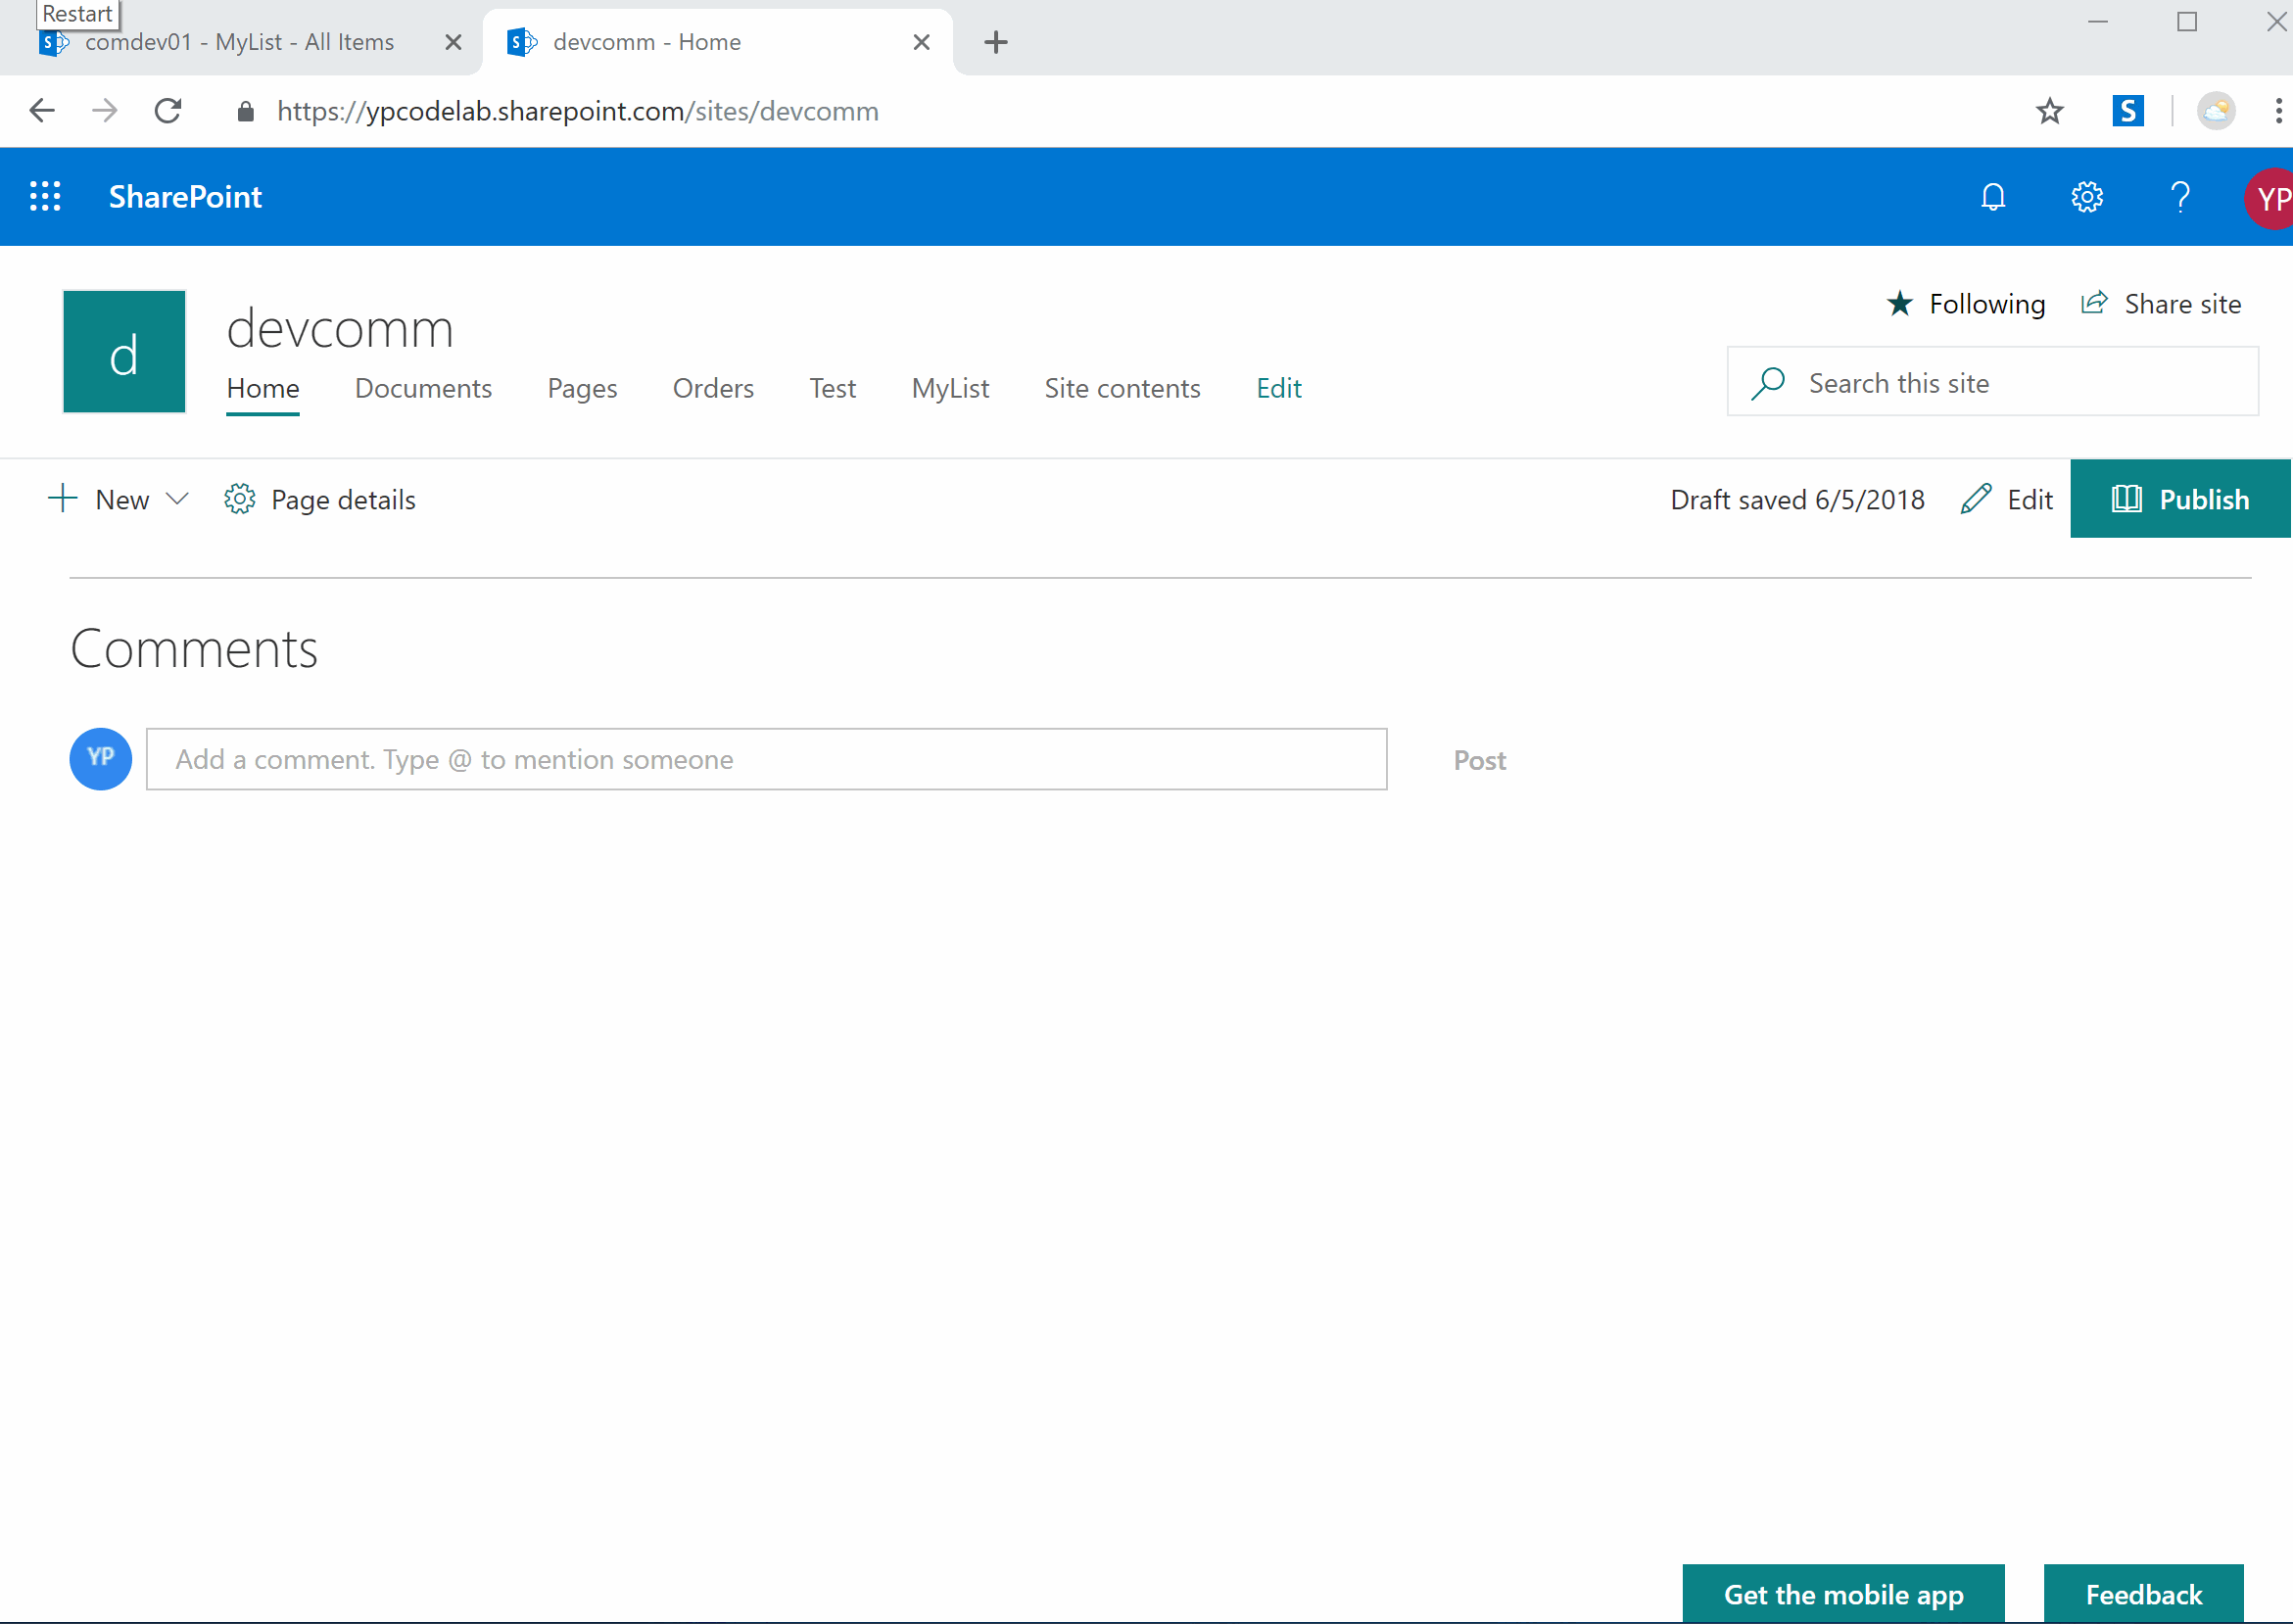 Restart
comdev01 - MyList - All Items
devcomm - Home
https://ypcodelab.sharepoint.com/sites/devcomm
S
SharePoint
YP
d
devcomm
Following
Share site
Home Documents Pages Orders Test MyList Site contents Edit
Search this site
New Page details
Draft saved 6/5/2018 Edit Publish
Comments
YP
Add a comment. Type @ to mention someone
Post
Get the mobile app
Feedback